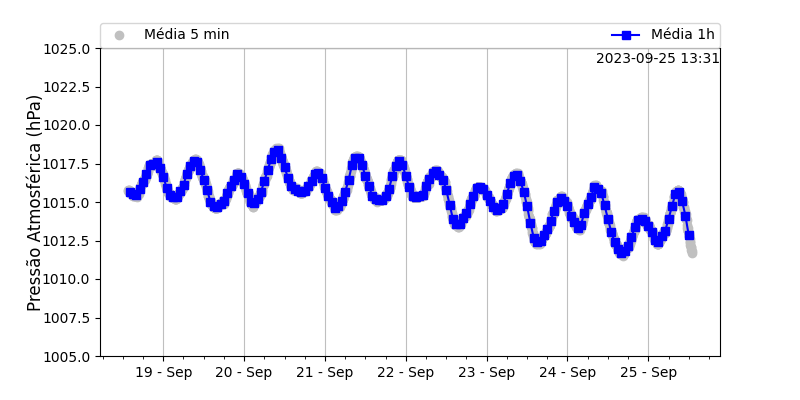 Média 5 min
Média 1h
2023-09-25 13:31
Pressão Atmosférica (hPa)
1025.0
1022.5
1020.0
1017.5
1015.0
1012.5
1010.0
1007.5
1005.0
19 - Sep
20 - Sep
21 - Sep
22 - Sep
23 - Sep
24 - Sep
25 - Sep